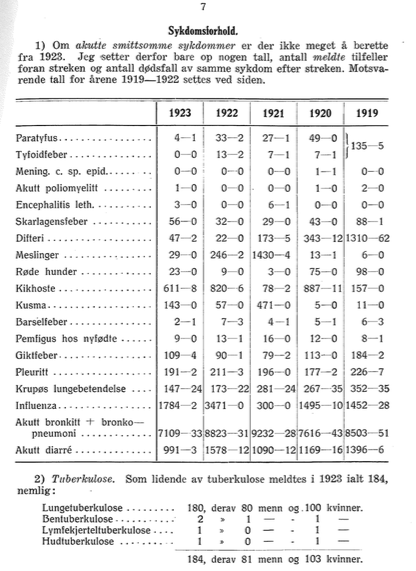 7
Sykdomsforhold.
1) Om akutte smittsomme sykdommer er der ikke meget å berette
fra 1923. Jeg setter derfor bare op nogen tall, antall meldte tilfeller
foran streken og antall dødsfall av samme sykdom efter streken. Motsva-
rende tall for årene 1919—1922 settes ved siden.
1923 1922 1921 1920 1919
Paratyfus 4—1 33—2 27—1 49—0 135—5
Tyfoidfeber 0—0 13—2 7—1 7—1
Mening. c. sp. epid. 0—0 0—0 0—0 1—1 0—0
Akutt poliomyelitt 1—0 0—0 0—0 1—0 2—0
Encephalitis leth. 3—0 0—0 6—1 0—0 0—0
Skarlagensfeber 56—0 32—0 29—0 43—0 88—1
Difteri 47—2 22—0 173—5 343—12 1310—62
Meslinger 29—0 246—2 1430—4 13—1 6—0
Røde hunder 23—0 9—0 3—0 75—0 98—0
Kikhoste 611—8 820—6 78—2 887—11 157—0
Kusma 143—0 57—0 471—0 5—0 11—0
Barselfeber 2—1 7—3 4—1 5—1 6—3
Pemfigus hos nyfødte 9—0 13—1 16—0 12—0 8—1
Giktfeber 109—4 90—1 79—2 113—0 184—2
Pleuritt 191—2 211—3 196—0 177—2 226—7
Krupøs lungebetendelse 147—24 173—22 281—24 267—35 352—35
Influenza 1784—2 3471—0 300—0 1495—10 1452—28
Akutt bronkitt + bronko—
pneumoni 7109—33 8823—31 9232—28 7616—43 8503—51
Akutt diarré 991—3 1578—12 1090—12 1169—16 1396—6
2) Tuberkulose. Som lidende av tuberkulose meldtes i 1923 ialt 184,
nemlig:
Lungetuberkulose 180, derav 80 menn og 100 kvinner.
Bentuberkulose 2 » 1 — - 1 —
Lymfekjerteltuberkulose 1 » 0 — - 1 —
Hudtuberkulose 1 » 0 — - 1 —
184, derav 81 menn og 103 kvinner.